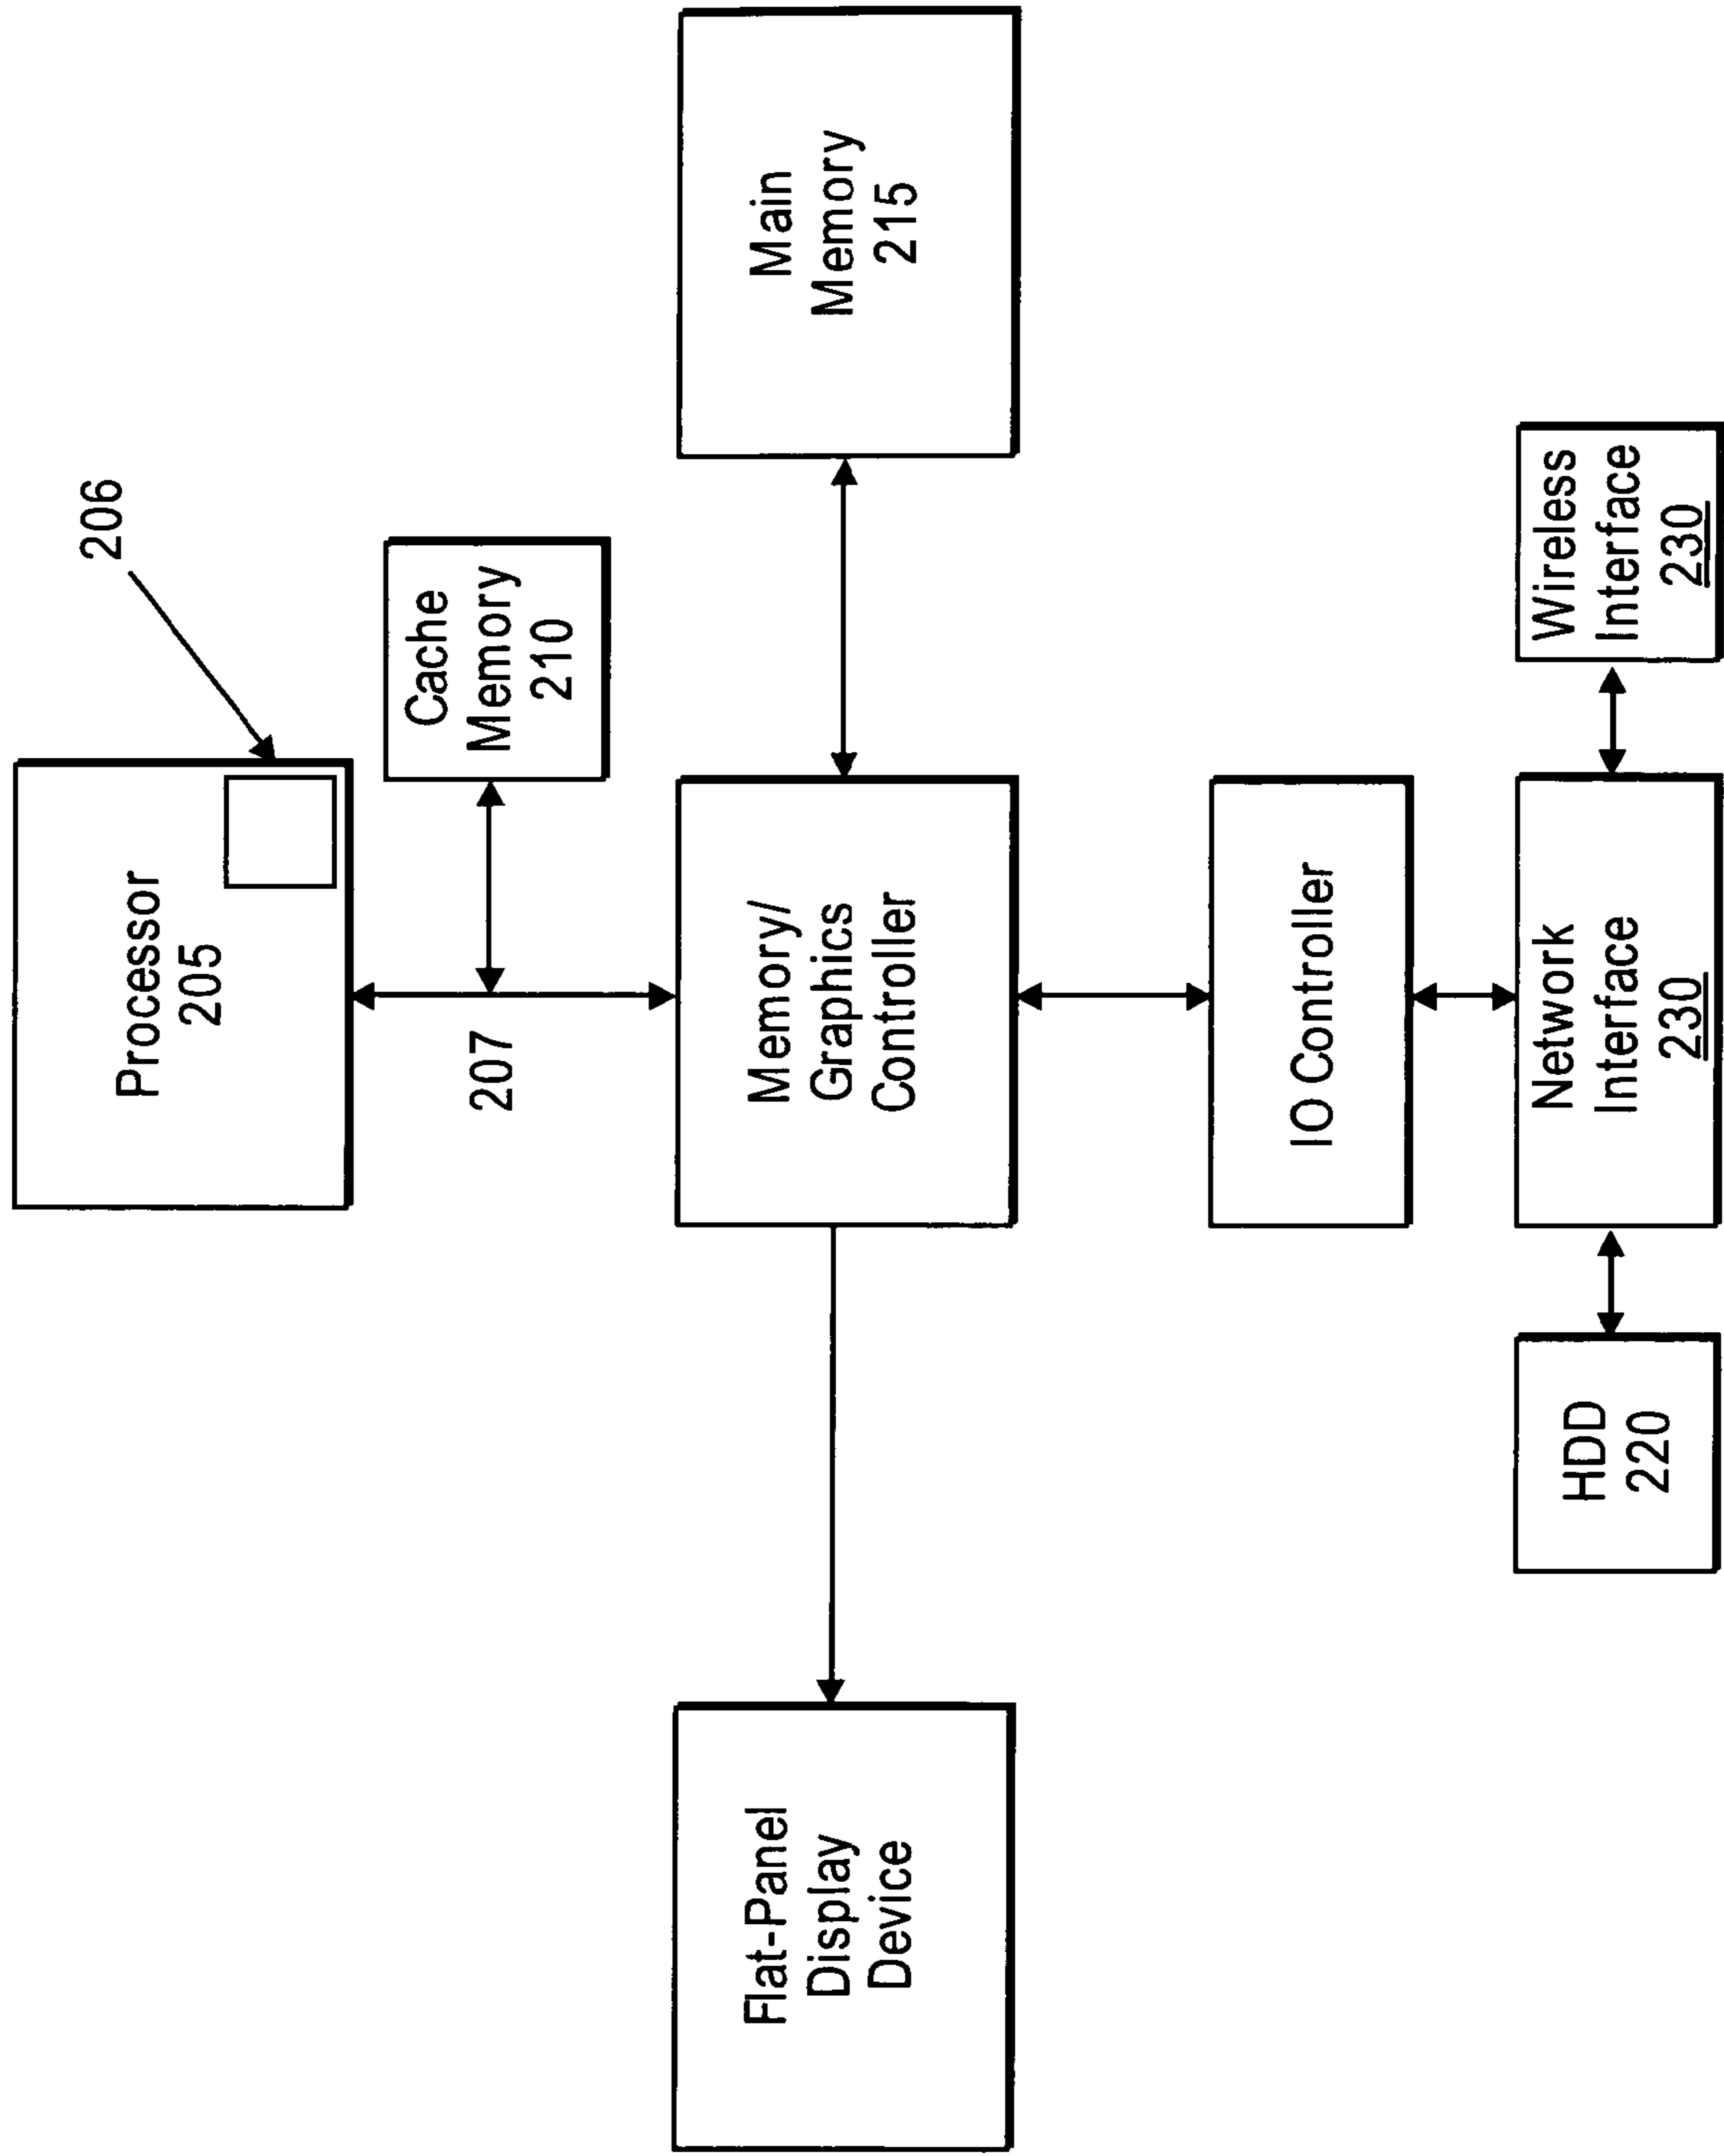 206
Processor
205
207
Cache
Memory
210
Flat-Panel
Display
Device
Memory/
Graphics
Controller
Main
Memory
215
IO Controller
HDD
220
Network
Interface
230
Wireless
Interface
230